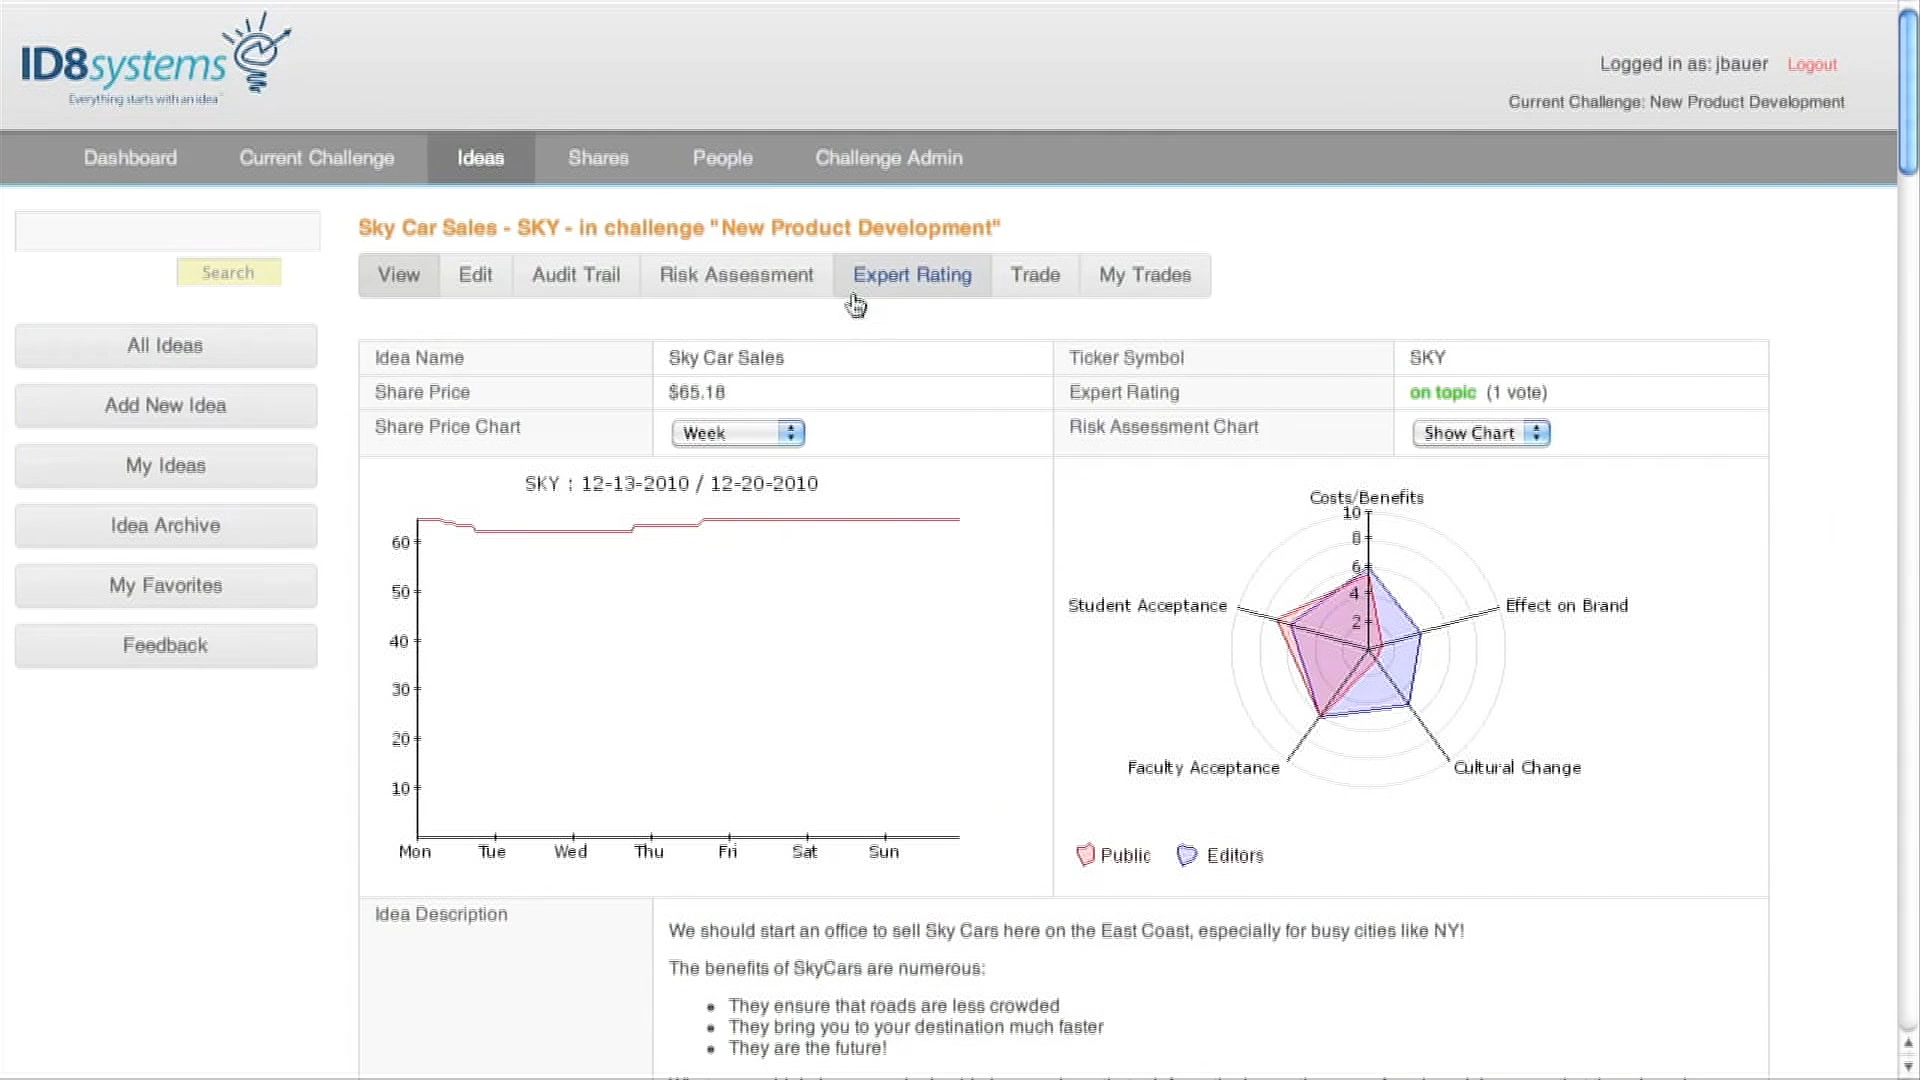 ID8systems
Everything starts with an idea
Logged in as: jbauer Logout
Current Challenge: New Product Development
Dashboard Current Challenge Ideas Shares People Challenge Admin
Search
All Ideas
Add New Idea
My Ideas
Idea Archive
My Favorites
Feedback
Sky Car Sales - SKY - in challenge "New Product Development"
View Edit Audit Trail Risk Assessment Expert Rating Trade My Trades
Idea Name Sky Car Sales Ticker Symbol SKY
Share Price $65.18 Expert Rating on topic (1 vote)
Share Price Chart Week Risk Assessment Chart Show Chart
SKY : 12-13-2010 / 12-20-2010
60
50
40
30
20
10
Mon Tue Wed Thu Fri Sat Sun
Costs/Benefits
10
8
6
4
2
Student Acceptance Effect on Brand
Faculty Acceptance Cultural Change
Public Editors
Idea Description
We should start an office to sell Sky Cars here on the East Coast, especially for busy cities like NY!
The benefits of SkyCars are numerous:
• They ensure that roads are less crowded
• They bring you to your destination much faster
• They are the future!